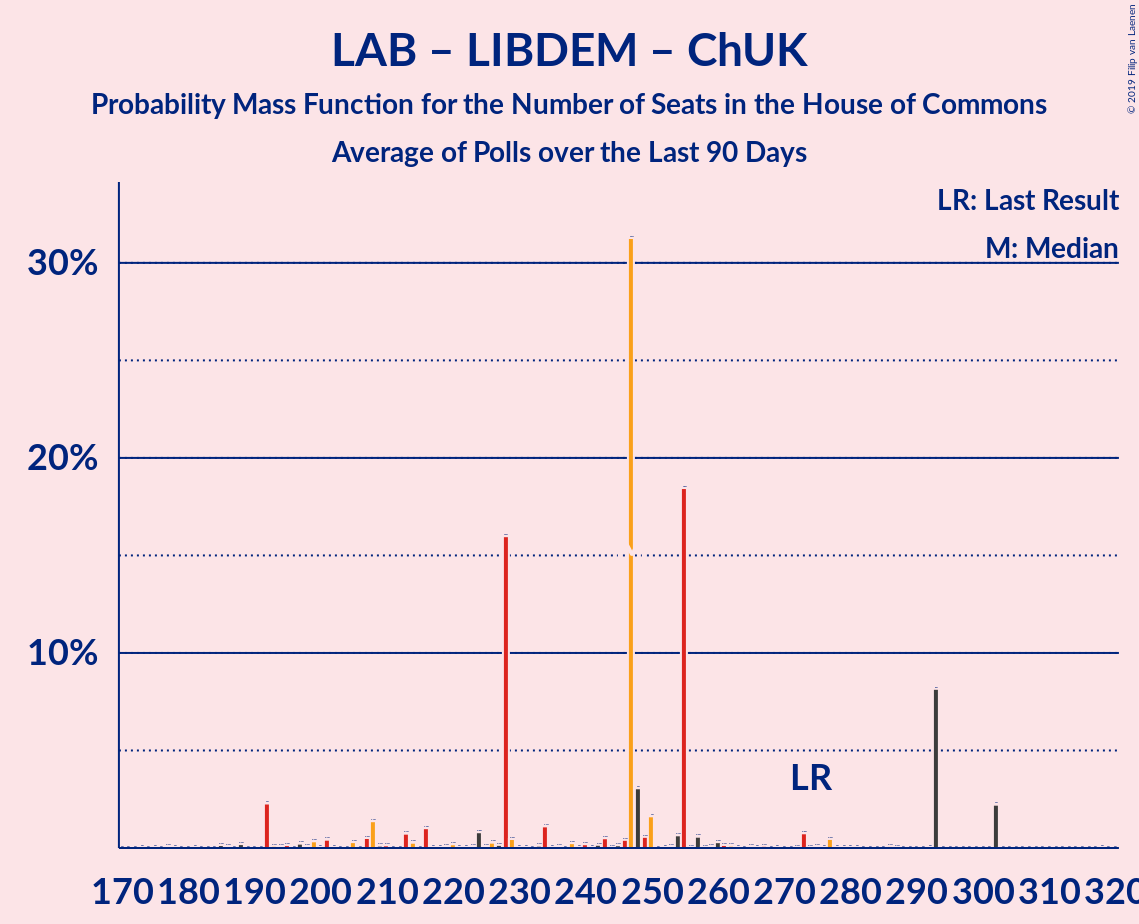 LAB – LIBDEM – ChUK
Probability Mass Function for the Number of Seats in the House of Commons
Average of Polls over the Last 90 Days
© 2019 Filip van Laenen
LR: Last Result
M: Median
30%
20%
10%
LR
170 180 190 200 210 220 230 240 250 260 270 280 290 300 310 320